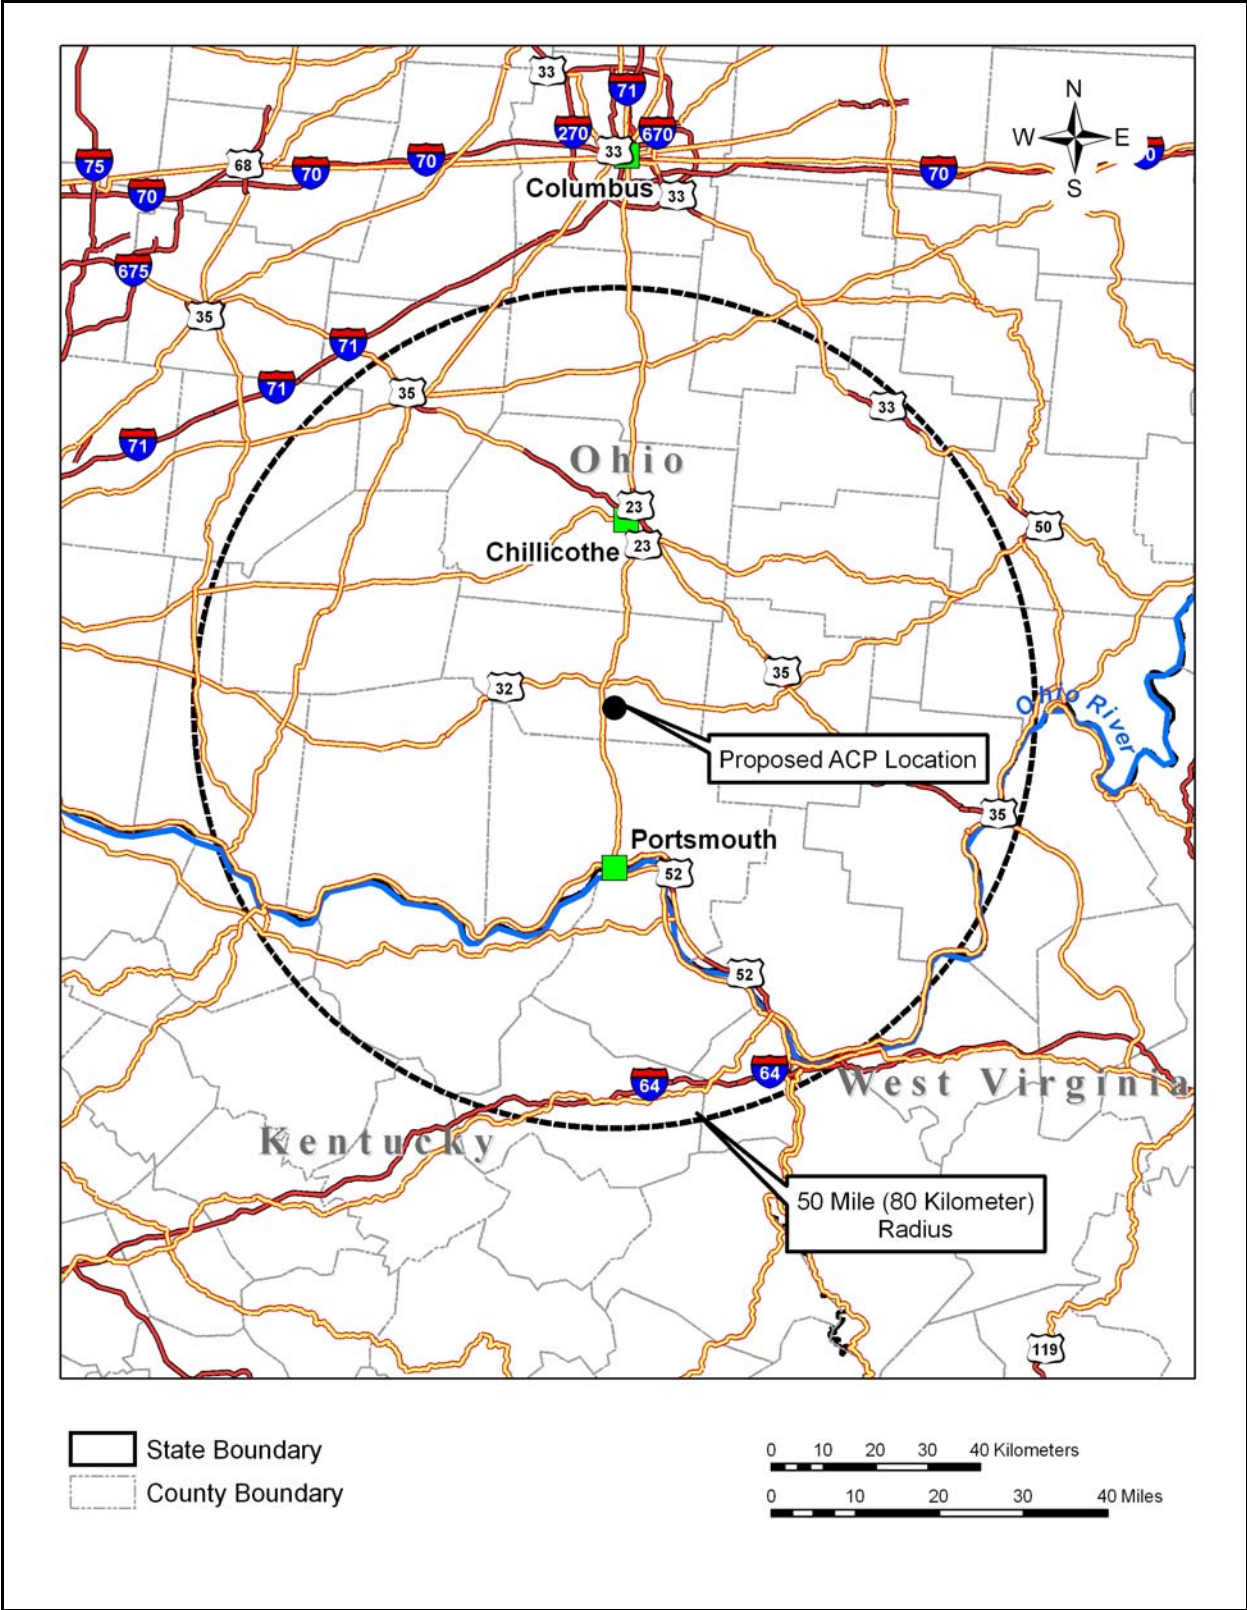 33
71
N
270
670
W E
33
75
68
70
70
70
0
Columbus
33
S
70
675
35
71
71
35
33
71
Ohio
23
50
23
Chillicothe
35
32
Ohio River
Proposed ACP Location
35
Portsmouth
52
52
64
64
West Virginia
Kentucky
50 Mile (80 Kilometer)
Radius
119
State Boundary
0 10 20 30 40 Kilometers
County Boundary
0 10 20 30 40 Miles